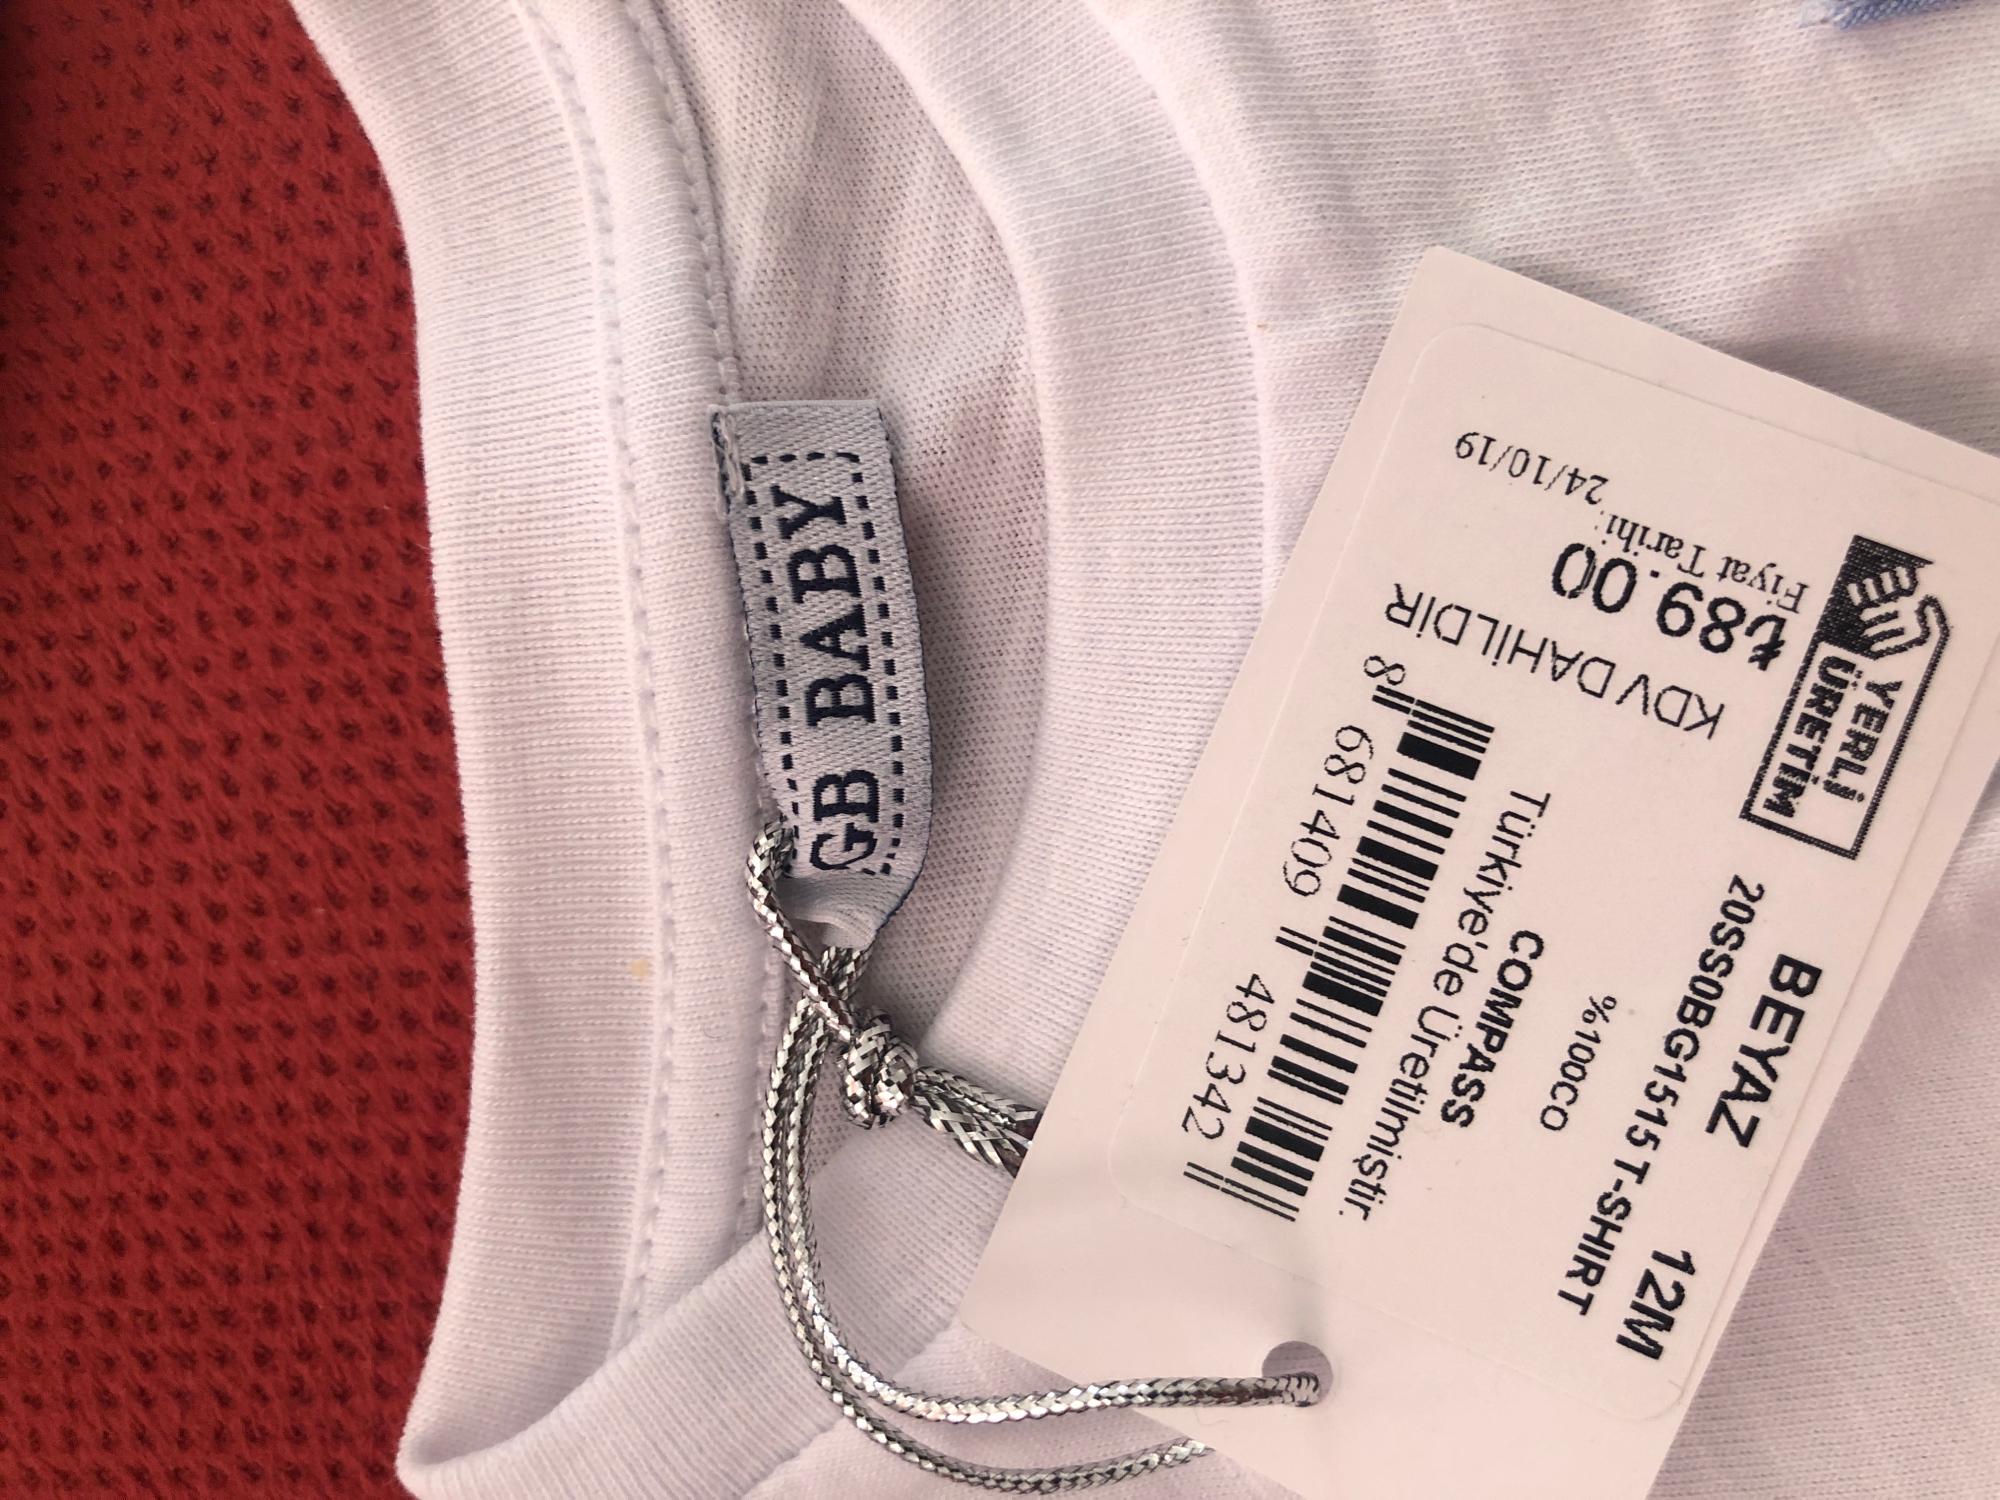 GB BABY
YERLİ
ÜRETİM
BEYAZ 12M
20SS0BG1515 T-SHIRT
%100CO
COMPASS
Türkiye'de Üretilmiştir.
8 681409 481342
KDV DAHİLDİR
₺89.00
Fiyat Tarihi: 24/10/19